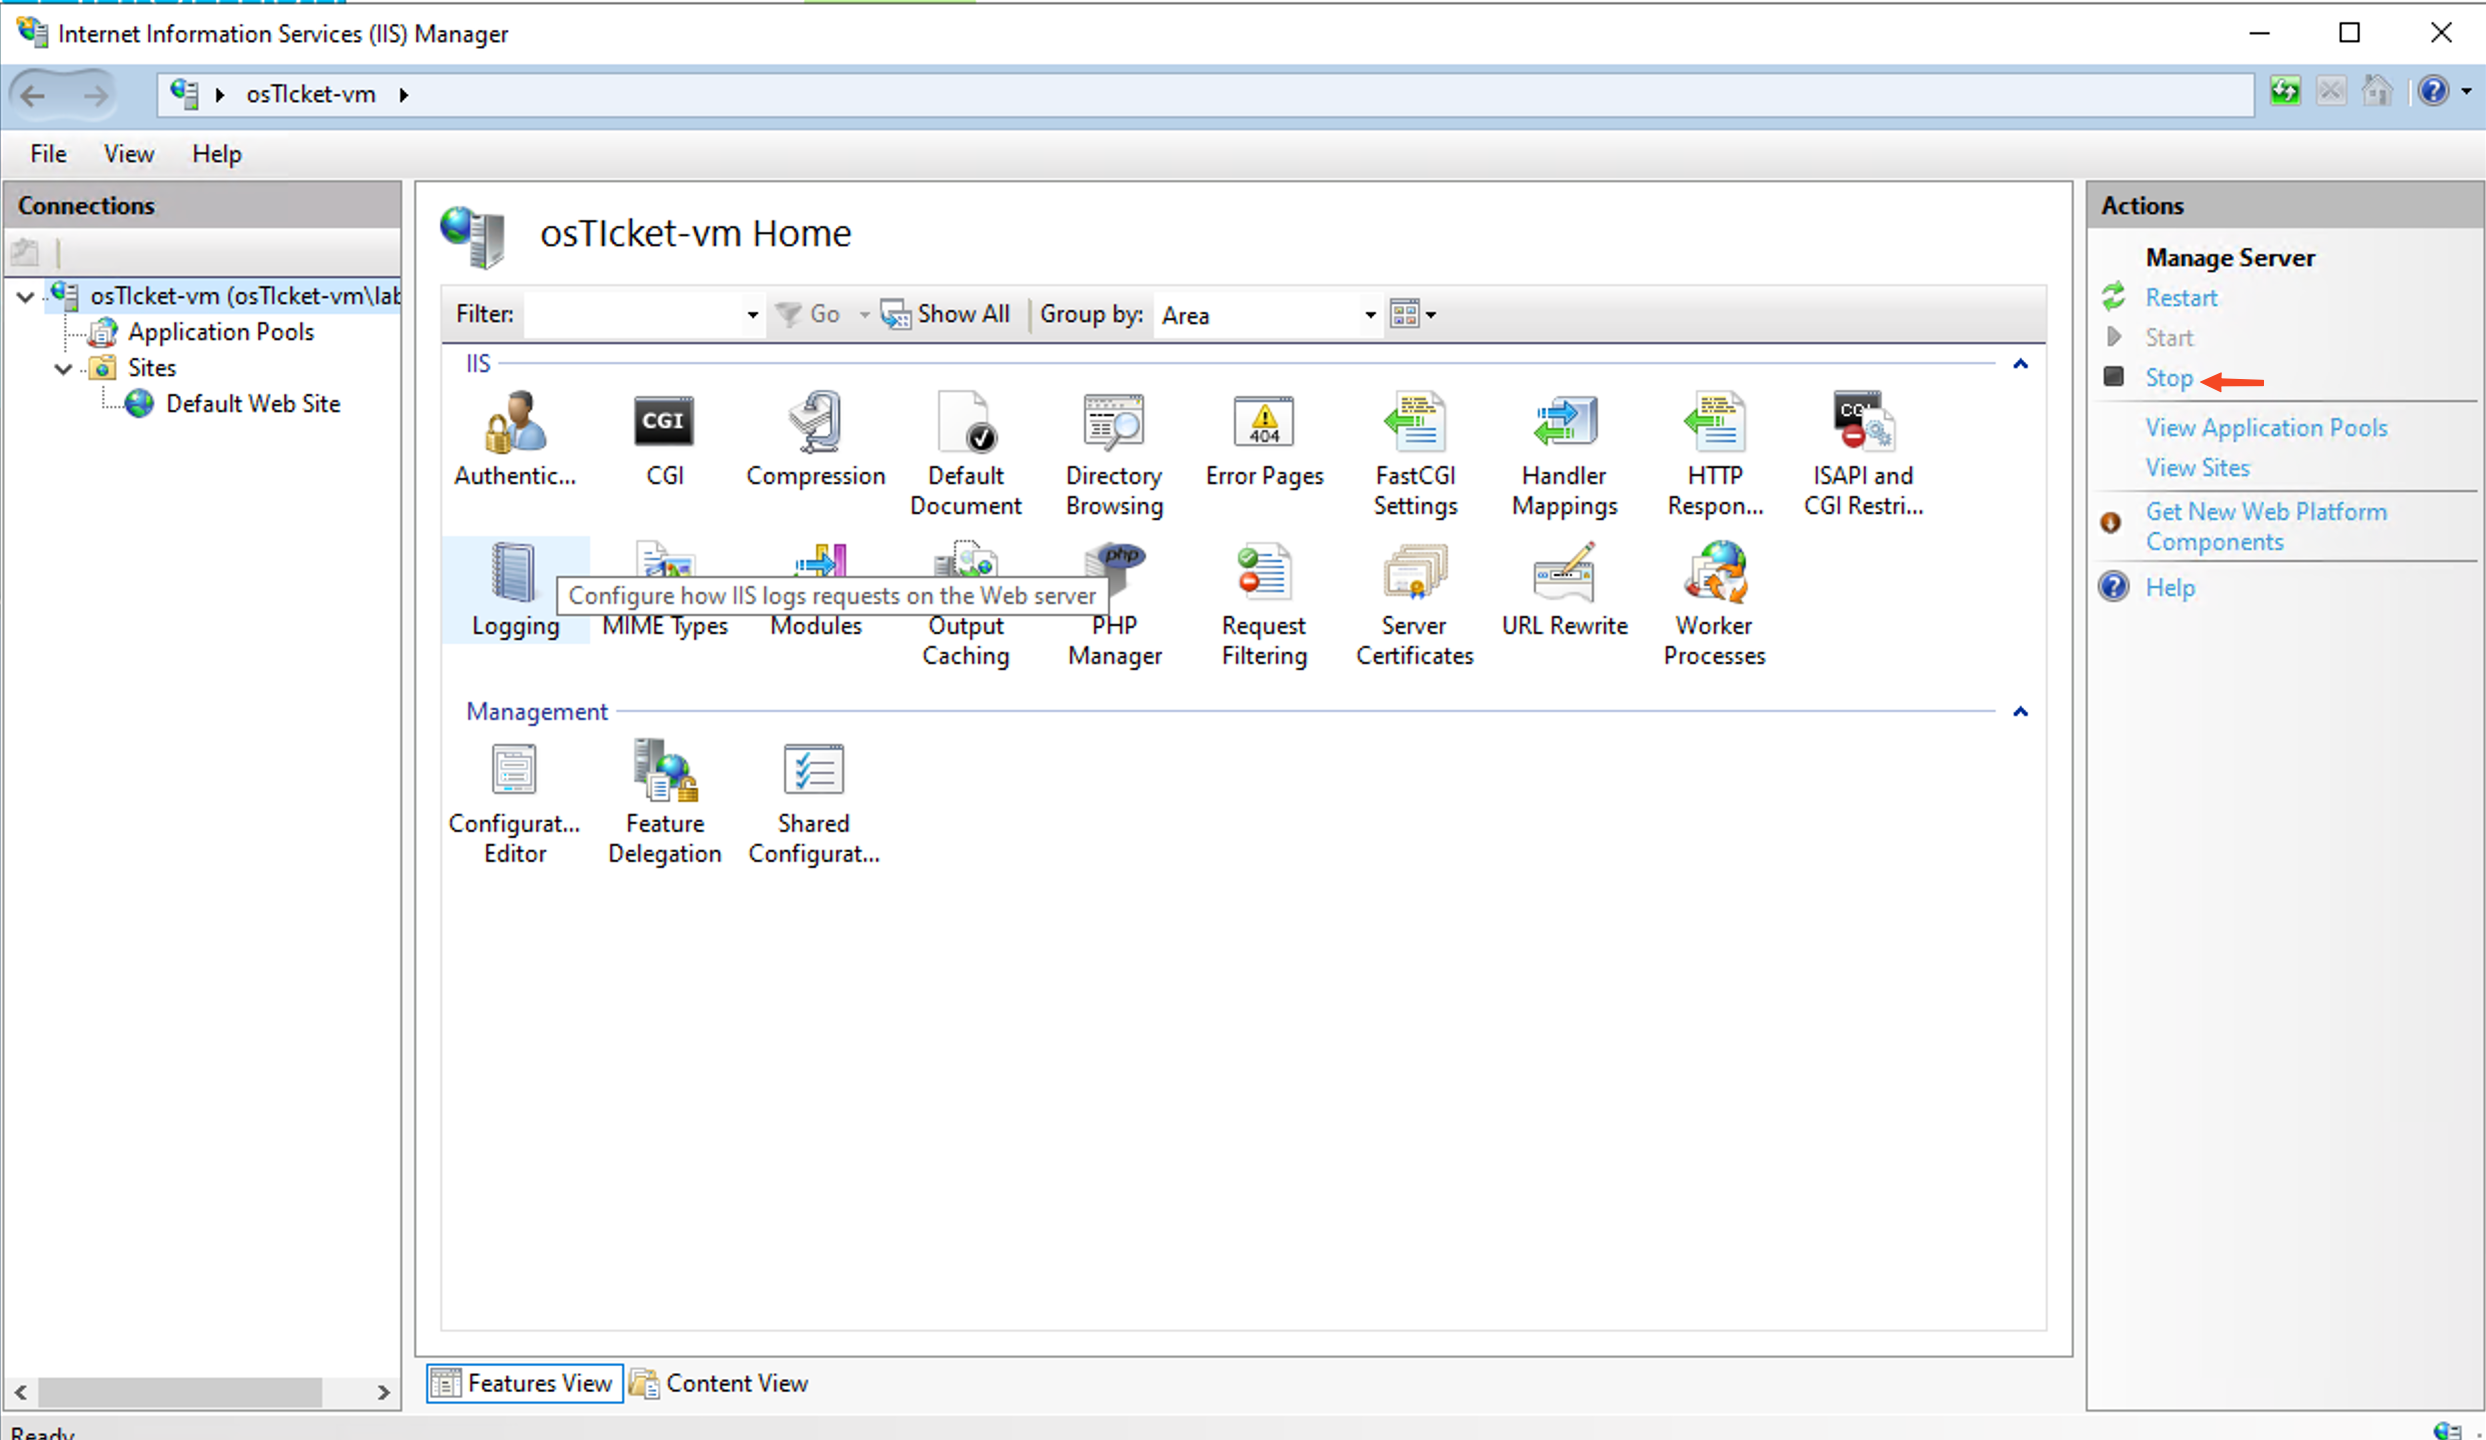 Internet Information Services (IIS) Manager
osTIcket-vm
File View Help
Connections
osTIcket-vm (osTIcket-vm\lab
Application Pools
Sites
Default Web Site
osTIcket-vm Home
Filter: Go Show All Group by: Area
IIS
Authentic...
CGI
CGI
Compression
Default
Document
Directory
Browsing
404
Error Pages
FastCGI
Settings
Handler
Mappings
HTTP
Respon...
ISAPI and
CGI Restri...
Logging
Configure how IIS logs requests on the Web server
MIME Types
Modules
Output
Caching
php
PHP
Manager
Request
Filtering
Server
Certificates
URL Rewrite
Worker
Processes
Management
Configurat...
Editor
Feature
Delegation
Shared
Configurat...
Features View Content View
Actions
Manage Server
Restart
Start
Stop
View Application Pools
View Sites
Get New Web Platform
Components
Help
Ready